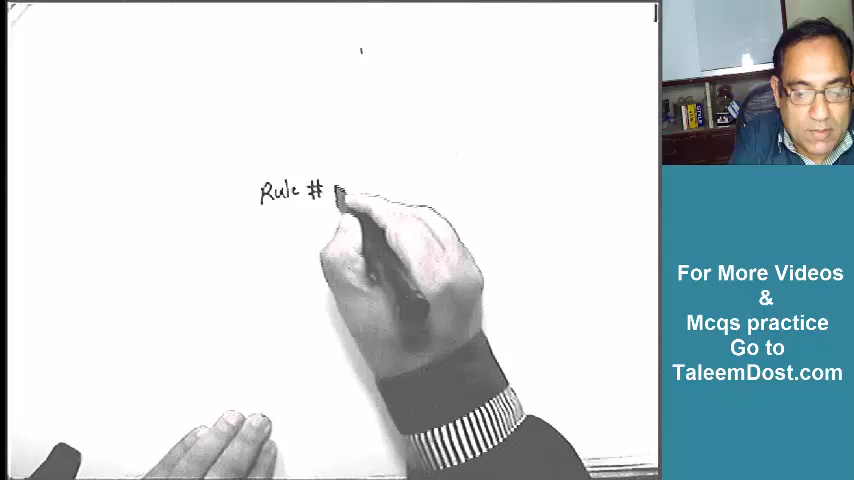 Rule #
For More Videos
&
Mcqs practice
Go to
TaleemDost.com